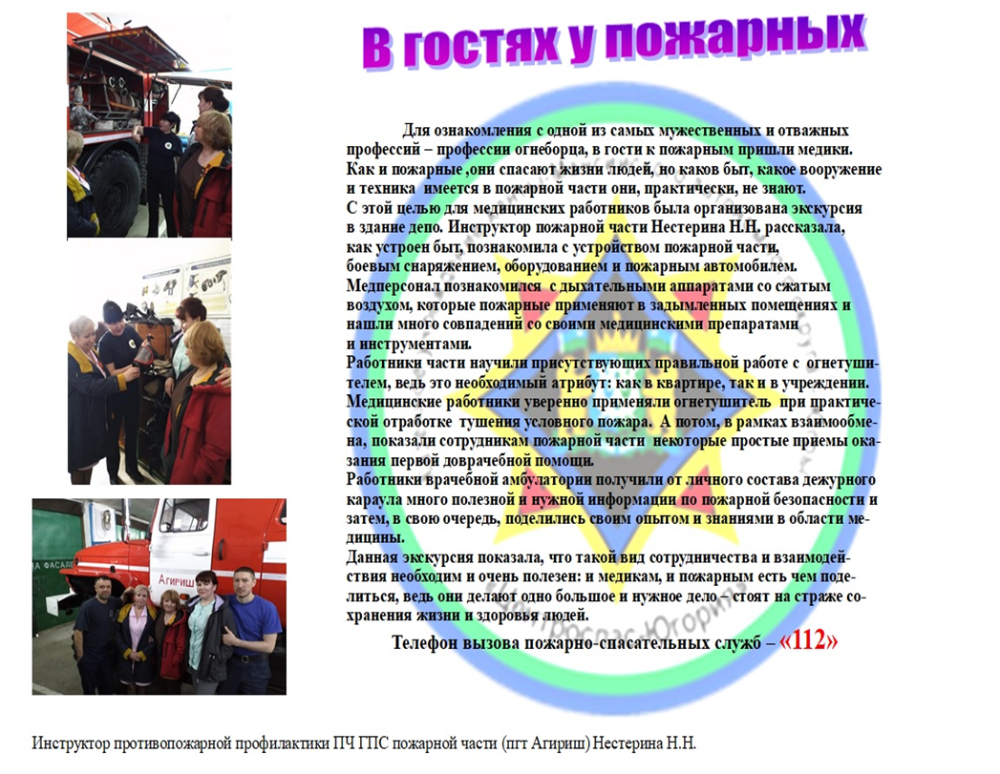 В гостях у пожарных
Для ознакомления с одной из самых мужественных и отважных
профессий – профессии огнеборца, в гости к пожарным пришли медики.
Как и пожарные ,они спасают жизни людей, но каков быт, какое вооружение
и техника имеется в пожарной части они, практически, не знают.
С этой целью для медицинских работников была организована экскурсия
в здание депо. Инструктор пожарной части Нестерина Н.Н. рассказала,
как устроен быт, познакомила с устройством пожарной части,
боевым снаряжением, оборудованием и пожарным автомобилем.
Медперсонал познакомился с дыхательными аппаратами со сжатым
воздухом, которые пожарные применяют в задымленных помещениях и
нашли много совпадений со своими медицинскими препаратами
и инструментами.
Работники части научили присутствующих правильной работе с огнетуши-
телем, ведь это необходимый атрибут: как в квартире, так и в учреждении.
Медицинские работники уверенно применяли огнетушитель при практиче-
ской отработке тушения условного пожара. А потом, в рамках взаимообме-
на, показали сотрудникам пожарной части некоторые простые приемы ока-
зания первой доврачебной помощи.
Работники врачебной амбулатории получили от личного состава дежурного
караула много полезной и нужной информации по пожарной безопасности и
затем, в свою очередь, поделились своим опытом и знаниями в области ме-
дицины.
Данная экскурсия показала, что такой вид сотрудничества и взаимодей-
ствия необходим и очень полезен: и медикам, и пожарным есть чем поде-
литься, ведь они делают одно большое и нужное дело – стоят на страже со-
хранения жизни и здоровья людей.
Телефон вызова пожарно-спасательных служб – «112»
«Центроспас-Югория»
НА ФАСАДЕ
Агириш
Инструктор противопожарной профилактики ПЧ ГПС пожарной части (пгт Агириш) Нестерина Н.Н.